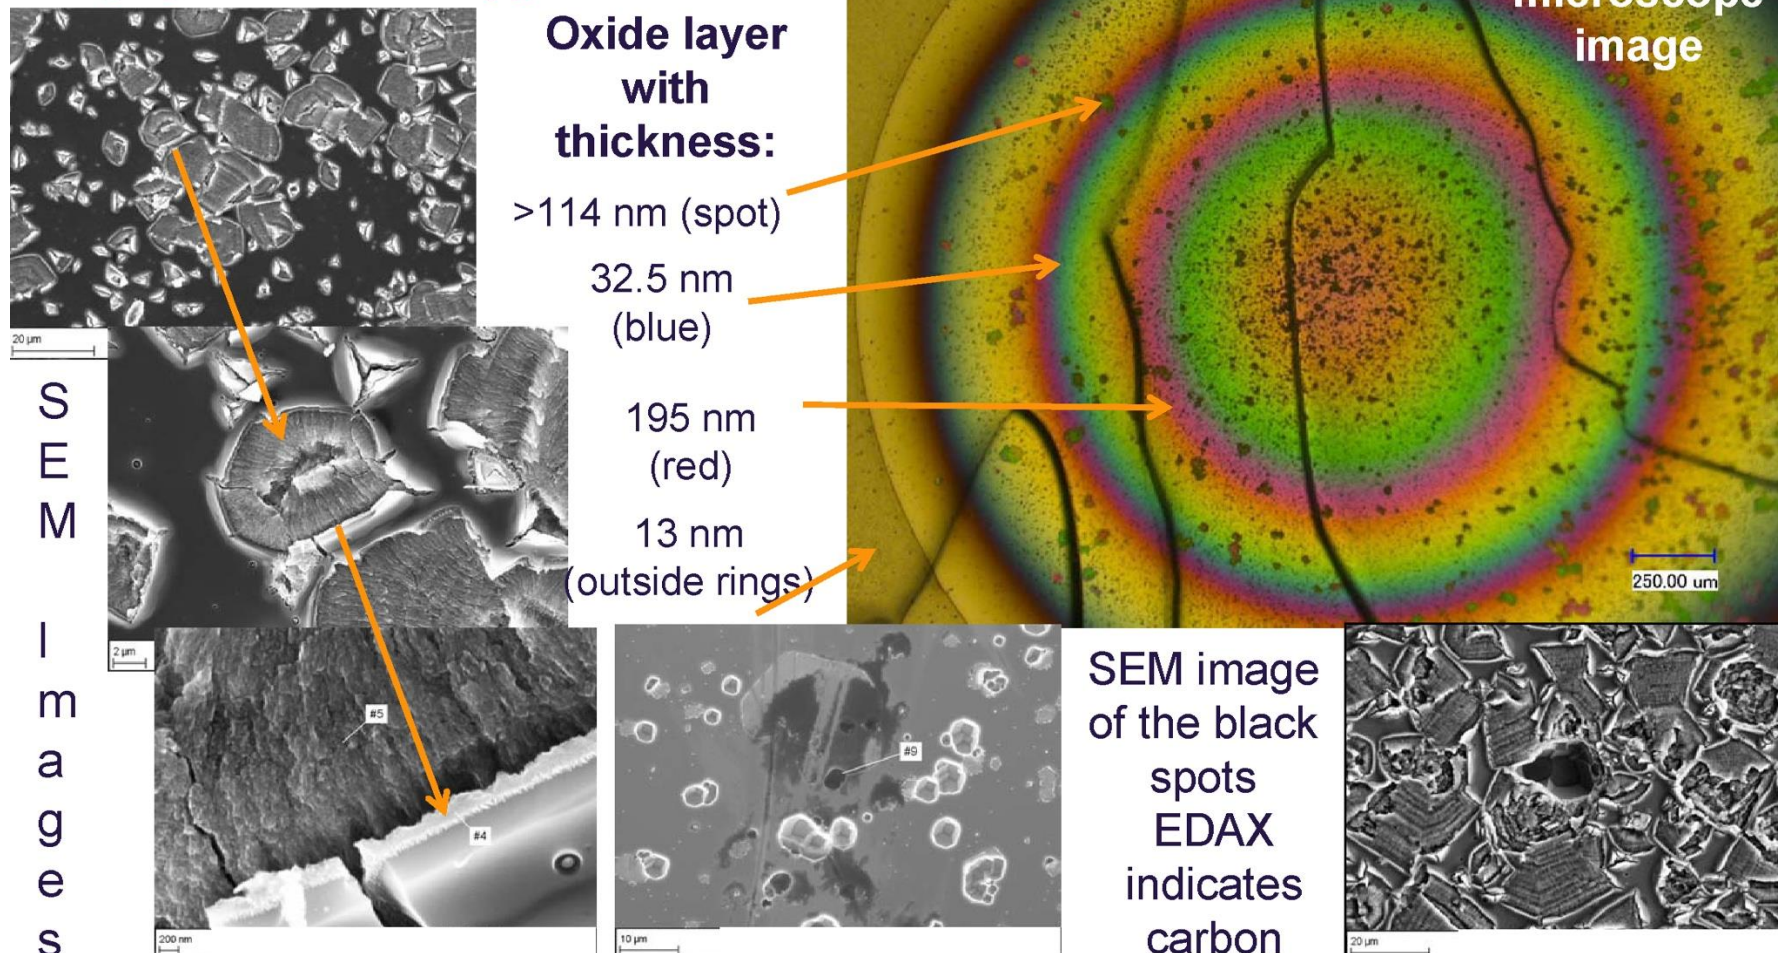 Oxide layer
with
thickness:
>114 nm (spot)
32.5 nm
(blue)
195 nm
(red)
13 nm
(outside rings)
microscope
image
250.00 um
20 µm
S
E
M
I
m
a
g
e
s
2 µm
#5
#4
200 nm
#9
10 µm
SEM image
of the black
spots
EDAX
indicates
carbon
20 µm